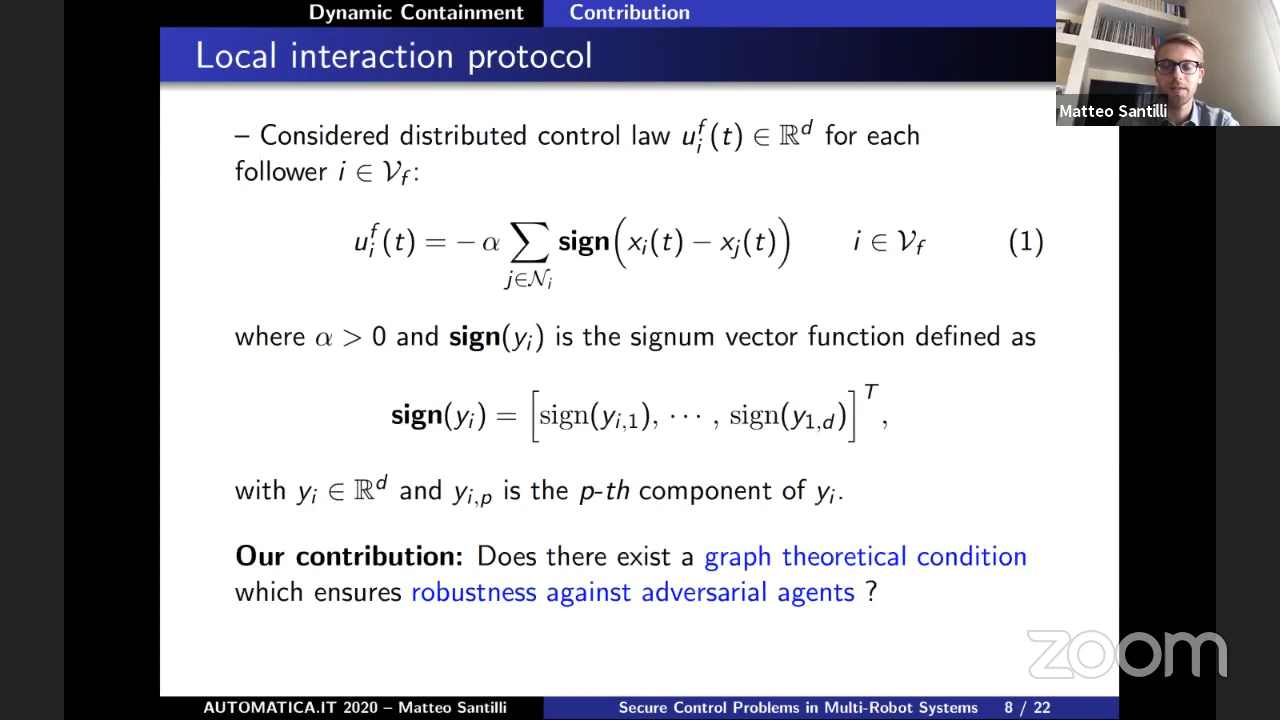 Dynamic Containment Contribution
Local interaction protocol
Matteo Santilli
– Considered distributed control law u_i^f(t) ∈ ℝ^d for each
follower i ∈ 𝒱_f:
u_i^f(t) = − α ∑_{j∈𝒩_i} sign(x_i(t) − x_j(t)) i ∈ 𝒱_f (1)
where α > 0 and sign(y_i) is the signum vector function defined as
sign(y_i) = [sign(y_{i,1}), ⋯ , sign(y_{1,d})]^T,
with y_i ∈ ℝ^d and y_{i,p} is the p-th component of y_i.
Our contribution: Does there exist a graph theoretical condition
which ensures robustness against adversarial agents ?
zoom
AUTOMATICA.IT 2020 – Matteo Santilli Secure Control Problems in Multi-Robot Systems 8 / 22